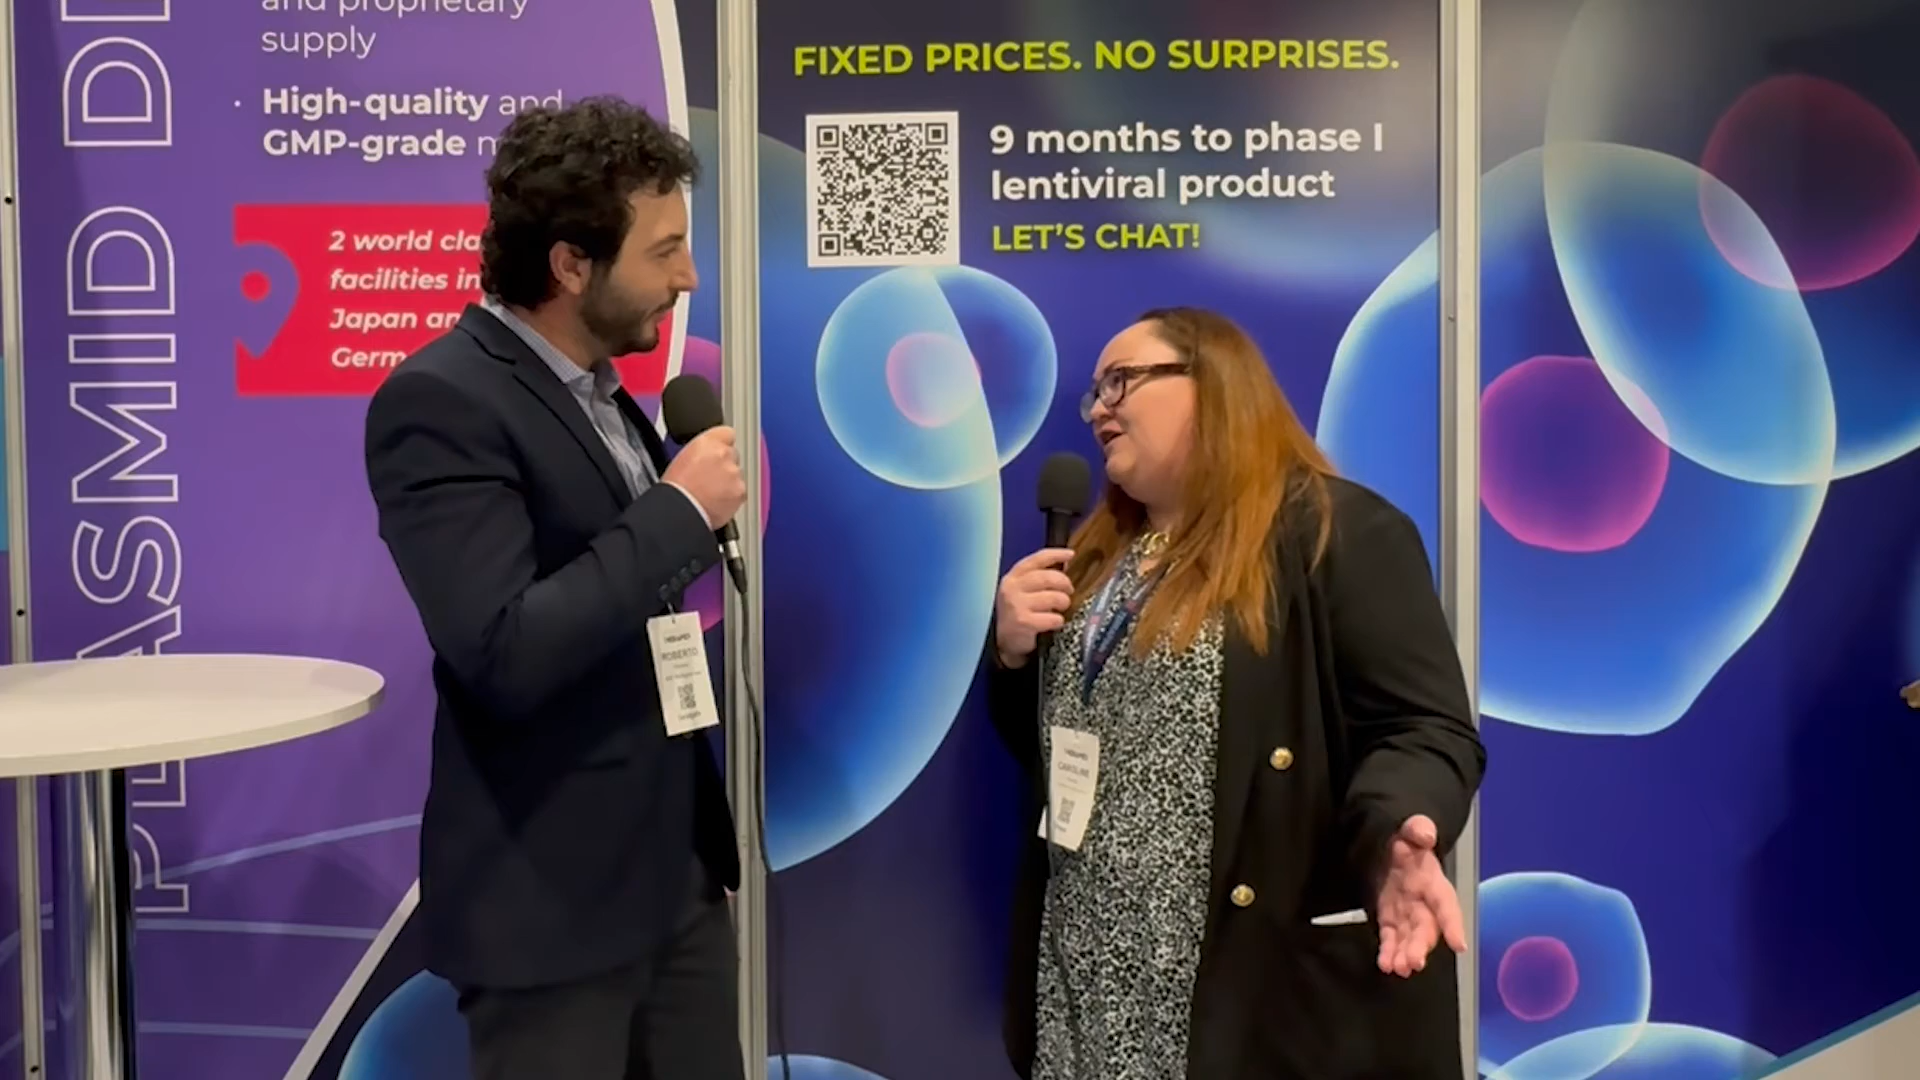 and proprietary
supply
· High-quality and
GMP-grade
2 world cla
facilities in
Japan an
Germ
PLASMID D
FIXED PRICES. NO SURPRISES.
9 months to phase I
lentiviral product
LET'S CHAT!
ROBERTO
CAROLINE